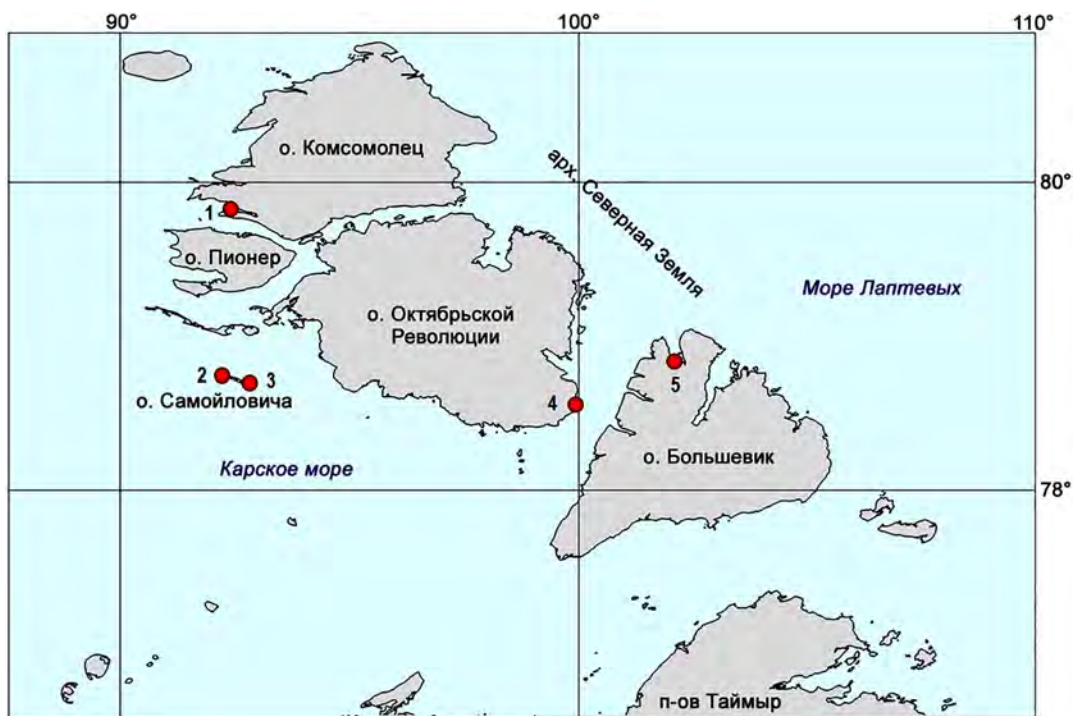 90°
100°
110°
о. Комсомолец
арх. Северная Земля
80°
1
о. Пионер
о. Октябрьской
Революции
Море Лаптевых
2
3
о. Самойловича
4
5
Карское море
о. Большевик
78°
п-ов Таймыр